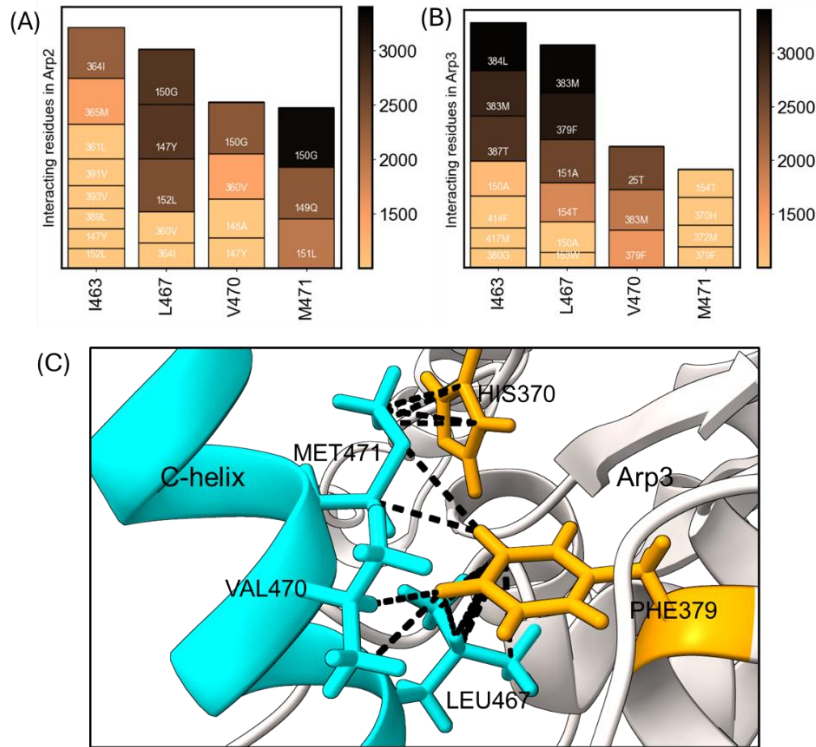 (A)
Interacting residues in Arp2
364I
365M
361L
391V
393V
389L
147Y
152L
150G
147Y
152L
360V
364I
150G
360V
148A
147Y
150G
149Q
151L
I463
L467
V470
M471
3000
2500
2000
1500
(B)
Interacting residues in Arp3
384L
383M
387T
150A
414F
417M
380G
383M
379F
151A
154T
150A
153W
25T
383M
379F
154T
370H
372M
379F
I463
L467
V470
M471
3000
2500
2000
1500
(C)
HIS370
MET471
C-helix
Arp3
VAL470
PHE379
LEU467